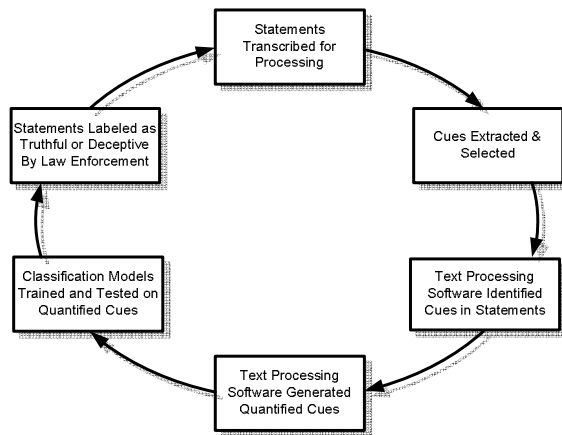 Statements
Transcribed for
Processing
Cues Extracted &
Selected
Text Processing
Software Identified
Cues in Statements
Text Processing
Software Generated
Quantified Cues
Classification Models
Trained and Tested on
Quantified Cues
Statements Labeled as
Truthful or Deceptive
By Law Enforcement